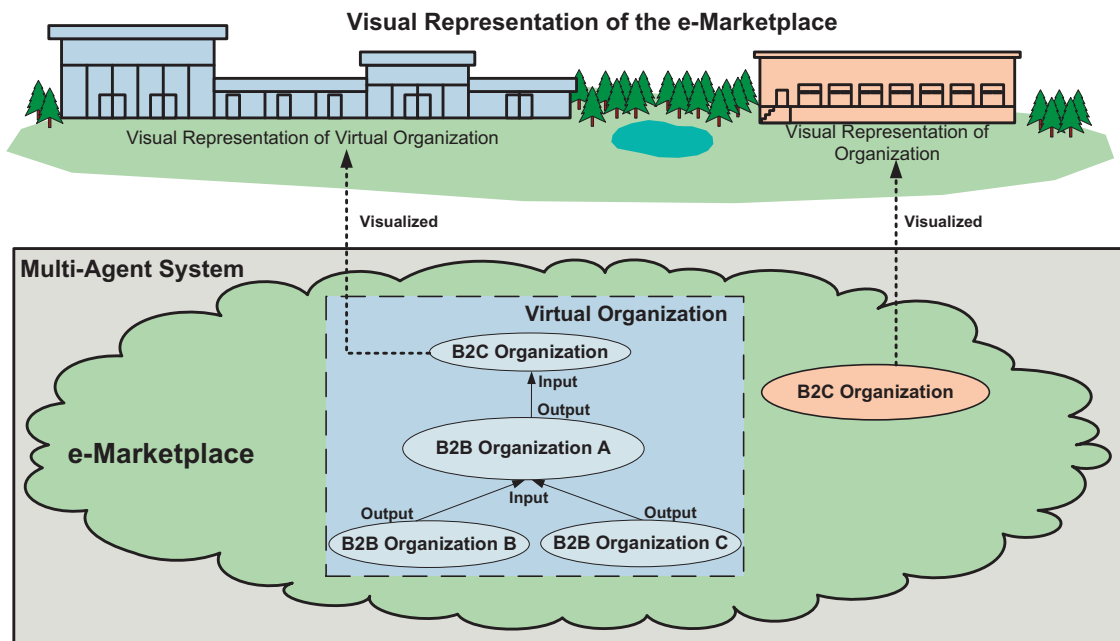 Visual Representation of the e-Marketplace
Visual Representation of Virtual Organization
Visual Representation of
Organization
Visualized
Visualized
Multi-Agent System
Virtual Organization
B2C Organization
Input
Output
B2B Organization A
Input
Output
Output
B2B Organization B
B2B Organization C
e-Marketplace
B2C Organization